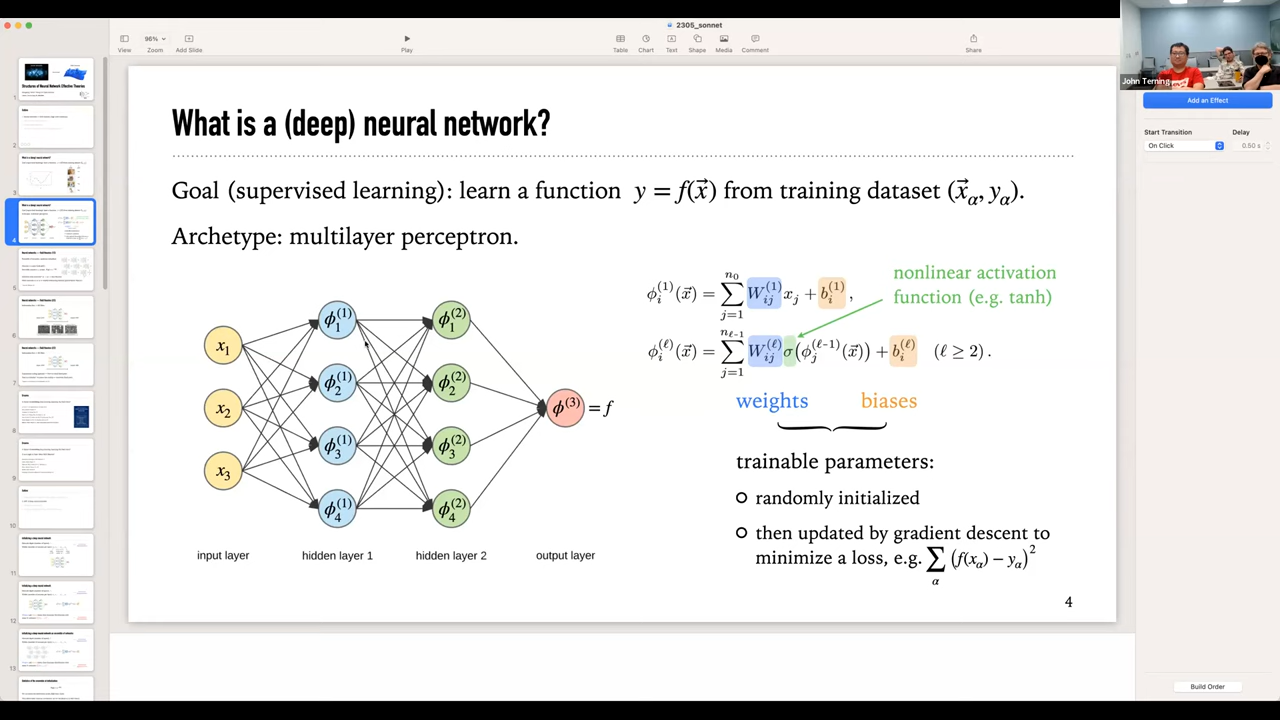 2305_sonnet
96%
View
Zoom
Add Slide
Play
Table
Chart
Text
Shape
Media
Comment
Share
John Terning
Add an Effect
Start Transition
Delay
On Click
0.50 s
What is a (deep) neural network?
Goal (supervised learning): learn a function y = f(x⃗) from training dataset (x⃗_α, y_α).
Archetype: multilayer perceptron.
ϕ_i^(1)(x⃗) = ∑_{j=1}^{n_0} W_ij^(1) x_j + b_i^(1) ,
ϕ_i^(ℓ)(x⃗) = ∑_{j=1}^{n_{ℓ-1}} W_ij^(ℓ) σ(ϕ_j^(ℓ-1)(x⃗)) + b_i^(ℓ) (ℓ ≥ 2) .
nonlinear activation
function (e.g. tanh)
weights
biases
x_1
x_2
x_3
ϕ_1^(1)
ϕ_2^(1)
ϕ_3^(1)
ϕ_4^(1)
ϕ_1^(2)
ϕ_2^(2)
ϕ_3^(2)
ϕ_4^(2)
ϕ^(3) = f
input layer
hidden layer 1
hidden layer 2
output layer
trainable parameters:
randomly initialized
then updated by gradient descent to
minimize a loss, e.g. ∑_α (f(x_α) − y_α)^2
4
Build Order